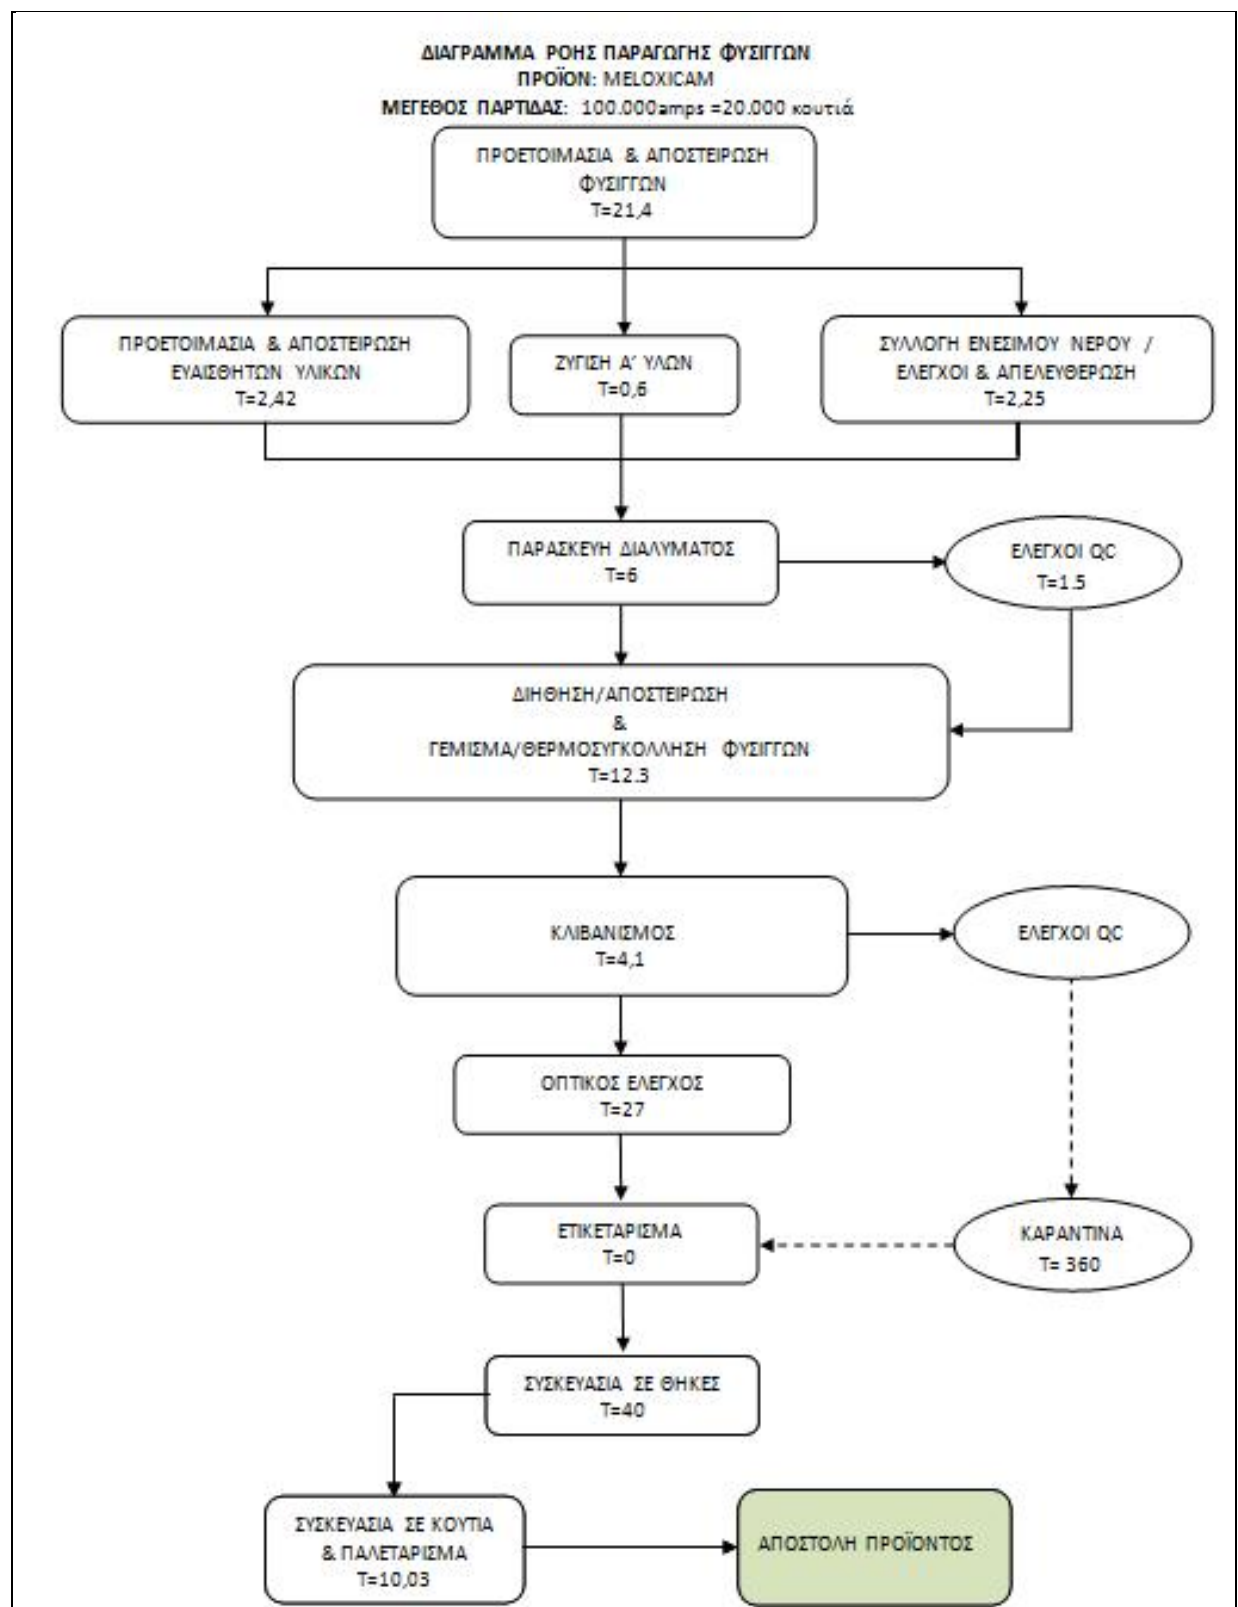 ΔΙΑΓΡΑΜΜΑ ΡΟΗΣ ΠΑΡΑΓΩΓΗΣ ΦΥΣΙΓΓΩΝ
ΠΡΟΪΟΝ: MELOXICAM
ΜΕΓΕΘΟΣ ΠΑΡΤΙΔΑΣ: 100.000amps =20.000 κουτιά
ΠΡΟΕΤΟΙΜΑΣΙΑ & ΑΠΟΣΤΕΙΡΩΣΗ
ΦΥΣΙΓΓΩΝ
Τ=21,4
ΠΡΟΕΤΟΙΜΑΣΙΑ & ΑΠΟΣΤΕΙΡΩΣΗ
ΕΥΑΙΣΘΗΤΩΝ ΥΛΙΚΩΝ
Τ=2,42
ΖΥΓΙΣΗ Α’ ΥΛΩΝ
Τ=0,6
ΣΥΛΛΟΓΗ ΕΝΕΣΙΜΟΥ ΝΕΡΟΥ /
ΕΛΕΓΧΟΙ & ΑΠΕΛΕΥΘΕΡΩΣΗ
Τ=2,25
ΠΑΡΑΣΚΕΥΗ ΔΙΑΛΥΜΑΤΟΣ
Τ=6
ΕΛΕΓΧΟΙ QC
Τ=1.5
ΔΙΗΘΗΣΗ/ΑΠΟΣΤΕΙΡΩΣΗ
&
ΓΕΜΙΣΜΑ/ΘΕΡΜΟΣΥΓΚΟΛΛΗΣΗ ΦΥΣΙΓΓΩΝ
Τ=12.3
ΚΛΙΒΑΝΙΣΜΟΣ
Τ=4,1
ΕΛΕΓΧΟΙ QC
ΟΠΤΙΚΟΣ ΕΛΕΓΧΟΣ
Τ=27
ΕΤΙΚΕΤΑΡΙΣΜΑ
Τ=0
ΚΑΡΑΝΤΙΝΑ
Τ= 360
ΣΥΣΚΕΥΑΣΙΑ ΣΕ ΘΗΚΕΣ
Τ=40
ΣΥΣΚΕΥΑΣΙΑ ΣΕ ΚΟΥΤΙΑ
& ΠΑΛΕΤΑΡΙΣΜΑ
Τ=10,03
ΑΠΟΣΤΟΛΗ ΠΡΟΪΟΝΤΟΣ